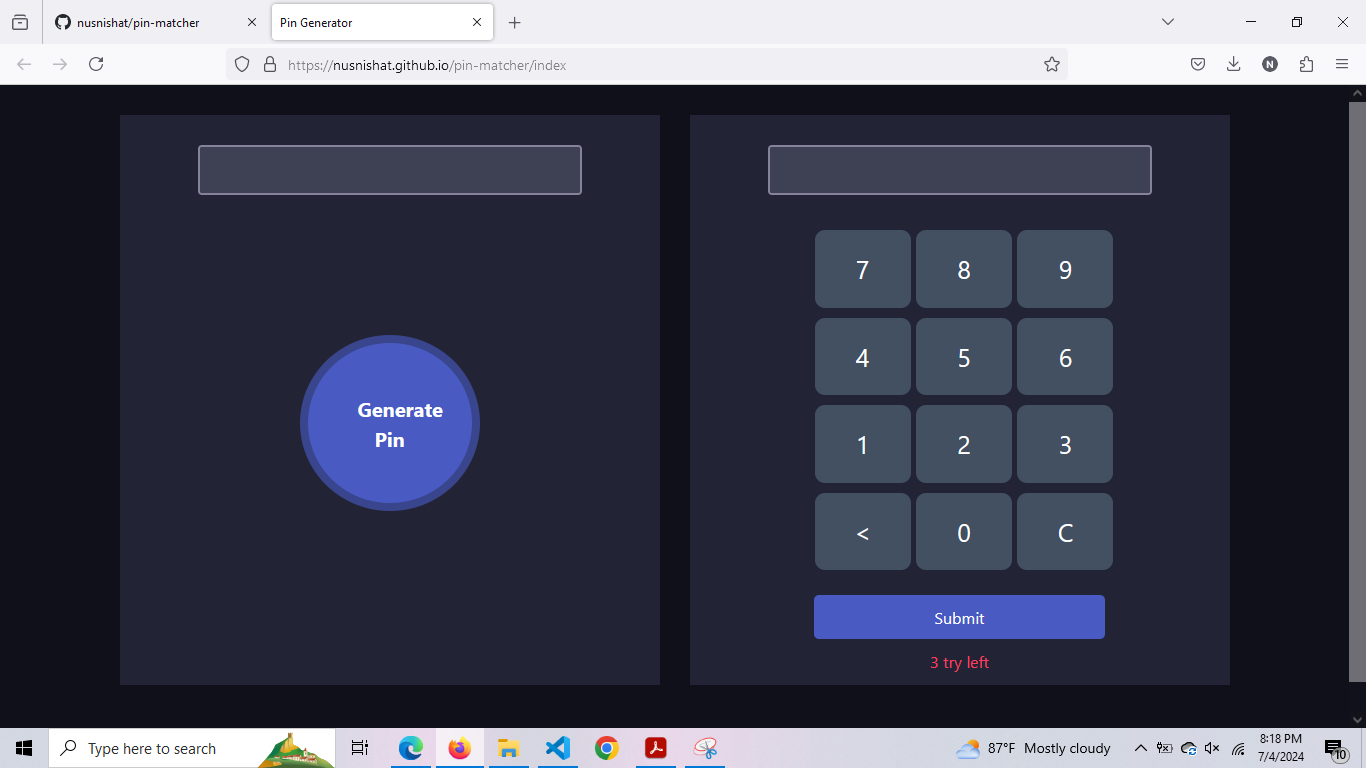 nusnishat/pin-matcher
Pin Generator
https://nusnishat.github.io/pin-matcher/index
N
Generate
Pin
7 8 9
4 5 6
1 2 3
< 0 C
Submit
3 try left
Type here to search
87°F Mostly cloudy
8:18 PM
7/4/2024
10